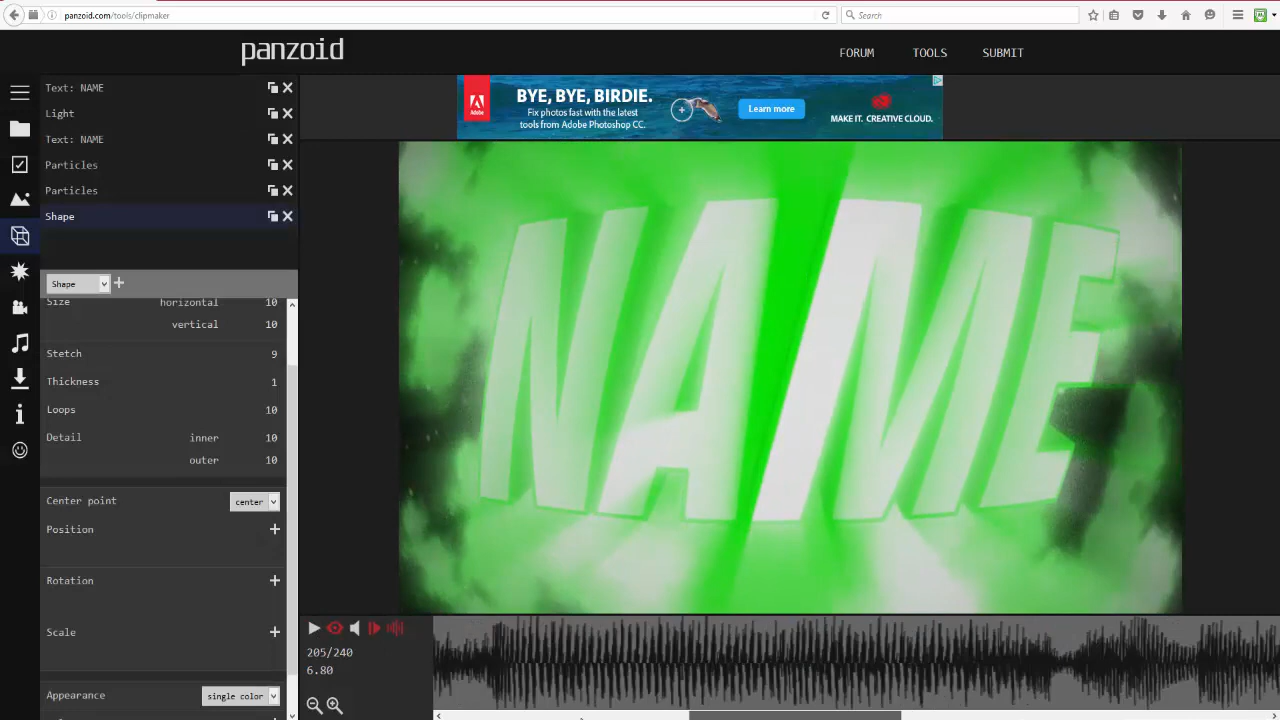 panzoid.com/tools/clipmaker
Search
panzoid
FORUM
TOOLS
SUBMIT
Text: NAME
Light
Text: NAME
Particles
Particles
Shape
Adobe
BYE, BYE, BIRDIE.
Fix photos fast with the latest
tools from Adobe Photoshop CC.
Learn more
MAKE IT. CREATIVE CLOUD.
NAME
Shape
Size horizontal 10
vertical 10
Stetch 9
Thickness 1
Loops 10
Detail inner 10
outer 10
Center point center
Position
Rotation
Scale
Appearance single color
205/240
6.80